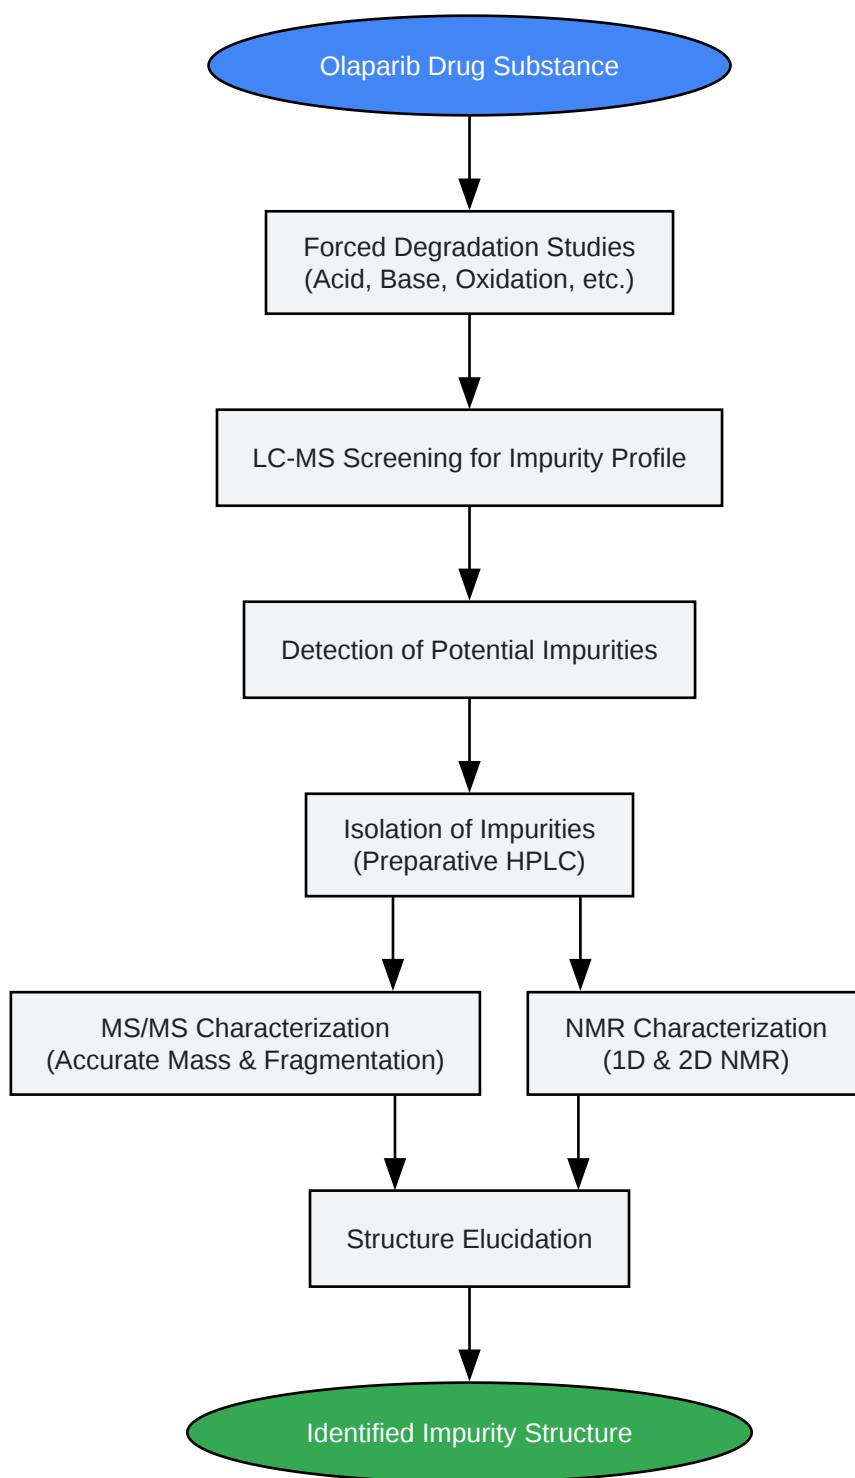 Olaparib Drug Substance
Forced Degradation Studies
(Acid, Base, Oxidation, etc.)
LC-MS Screening for Impurity Profile
Detection of Potential Impurities
Isolation of Impurities
(Preparative HPLC)
MS/MS Characterization
(Accurate Mass & Fragmentation)
NMR Characterization
(1D & 2D NMR)
Structure Elucidation
Identified Impurity Structure